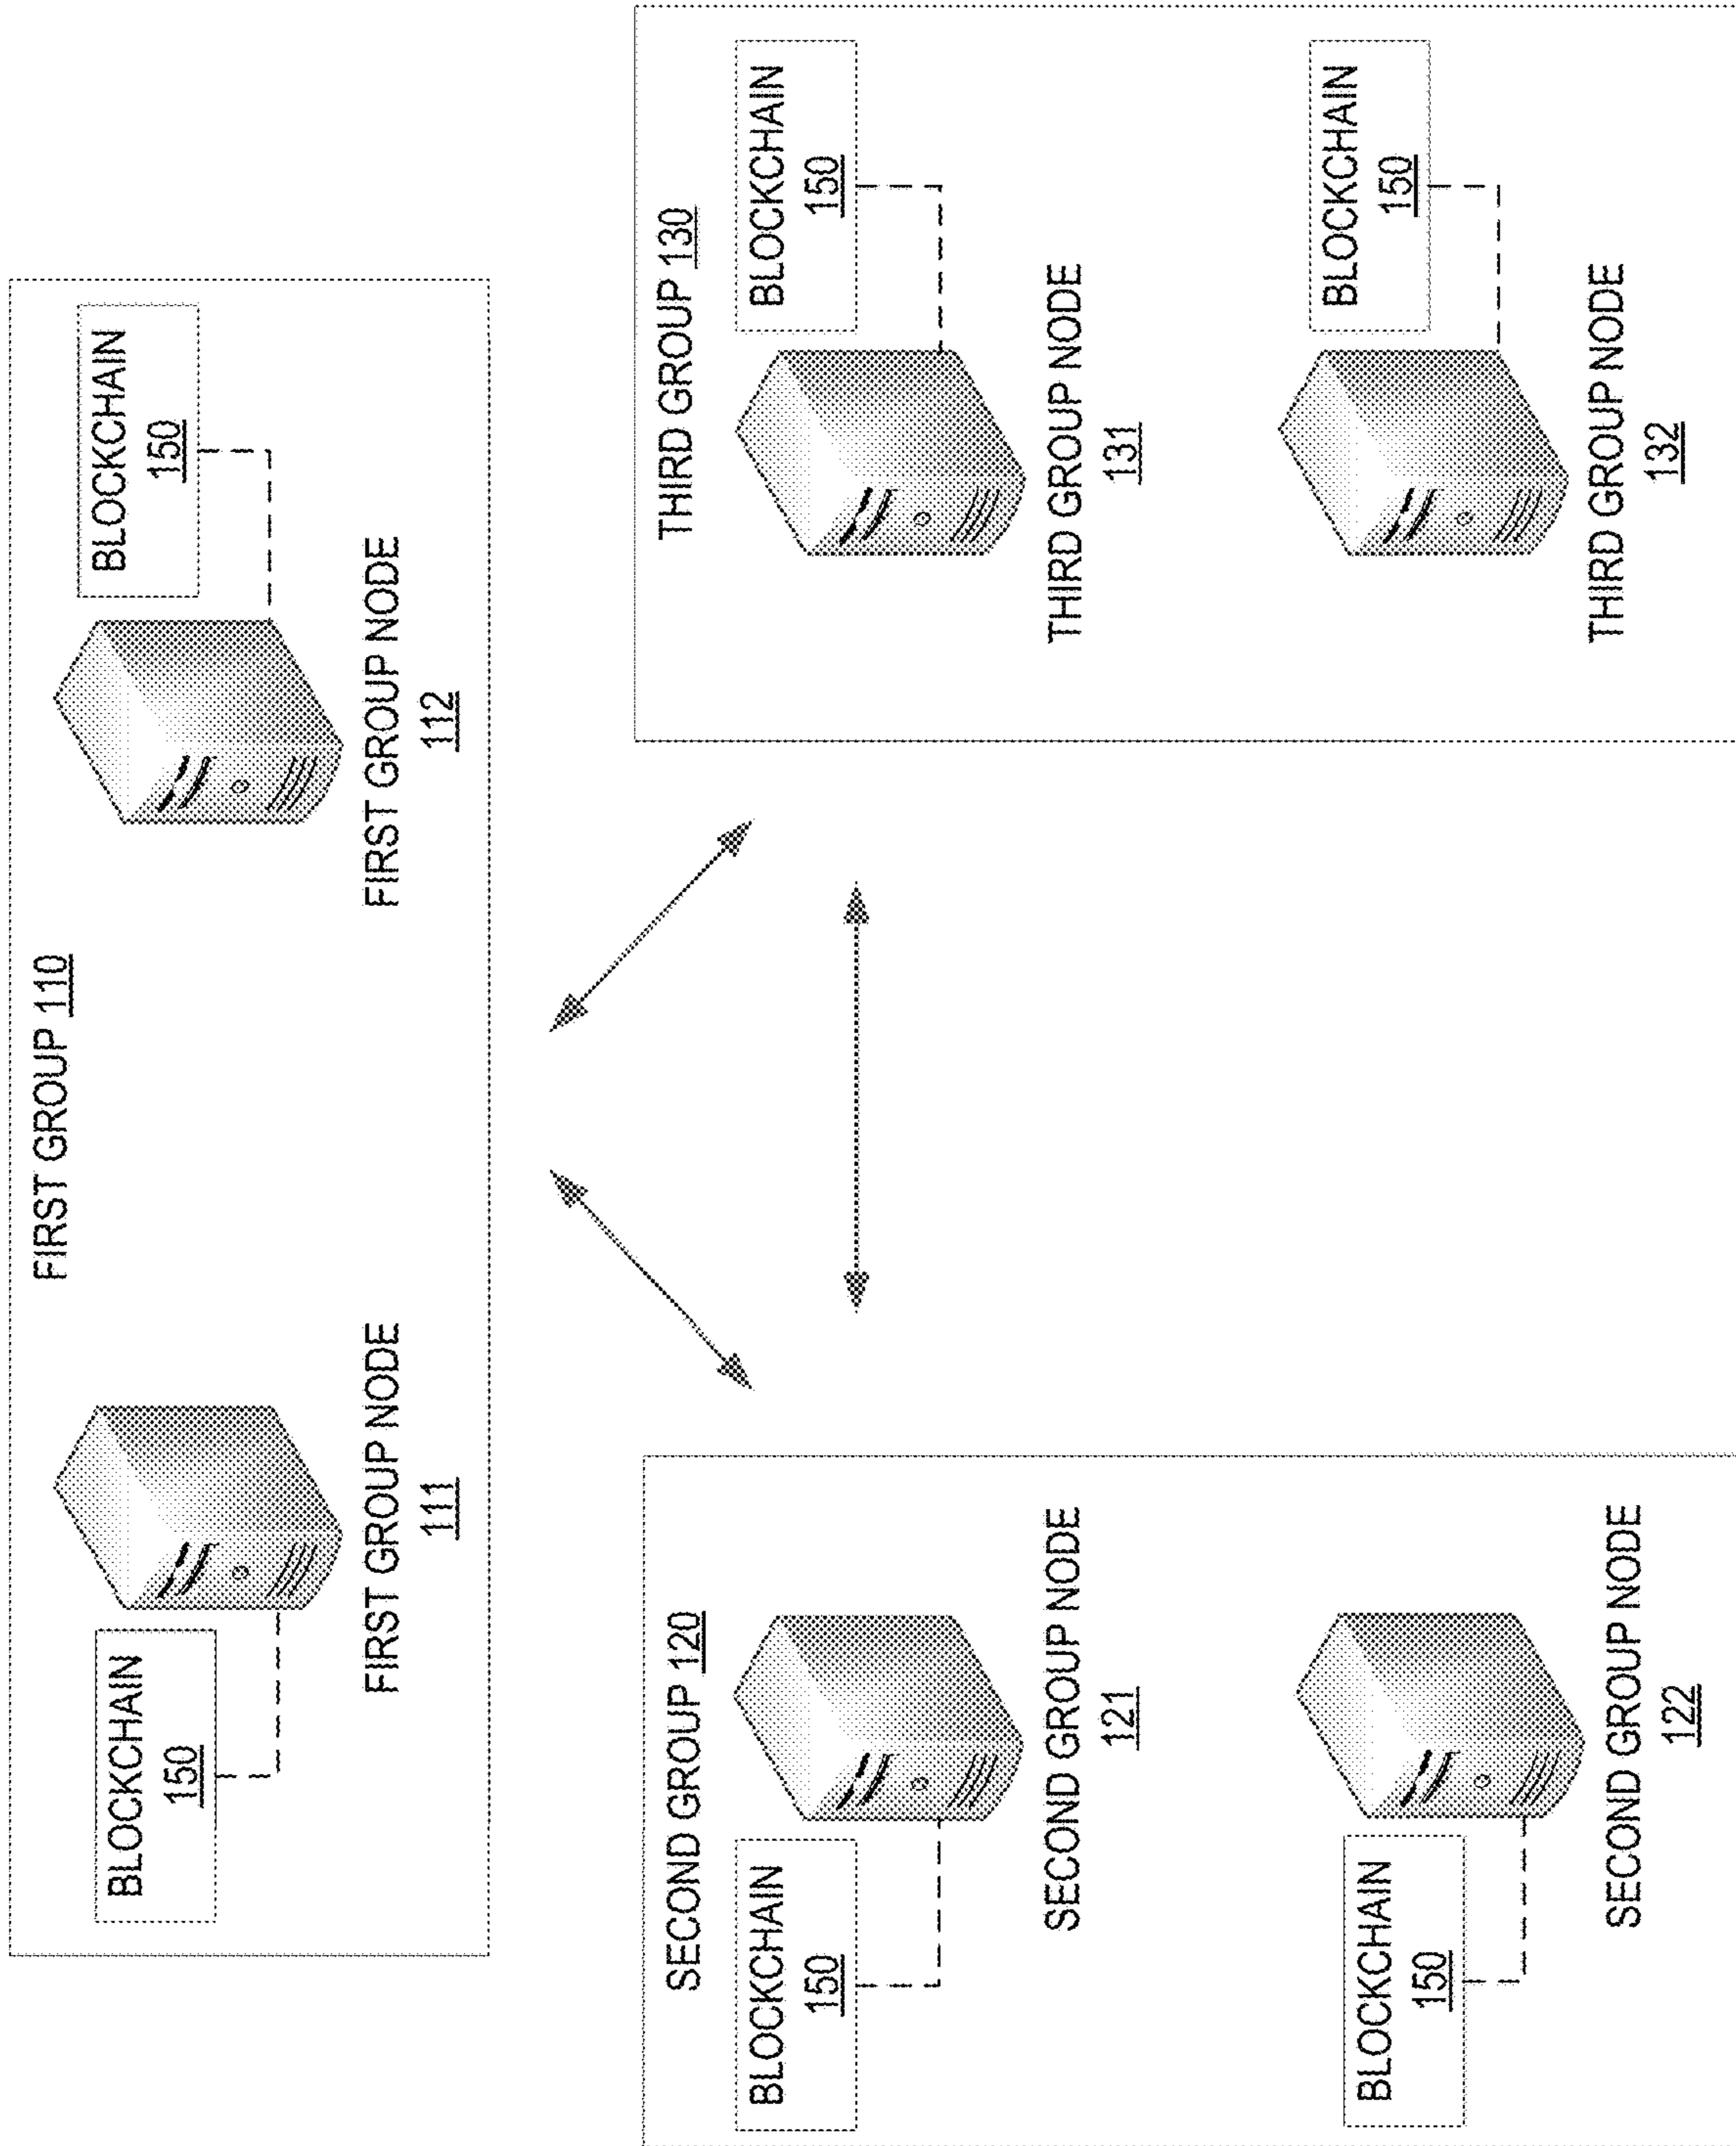 FIRST GROUP 110
BLOCKCHAIN
150
FIRST GROUP NODE
111
BLOCKCHAIN
150
FIRST GROUP NODE
112
SECOND GROUP 120
BLOCKCHAIN
150
SECOND GROUP NODE
121
BLOCKCHAIN
150
SECOND GROUP NODE
122
THIRD GROUP 130
BLOCKCHAIN
150
THIRD GROUP NODE
131
BLOCKCHAIN
150
THIRD GROUP NODE
132